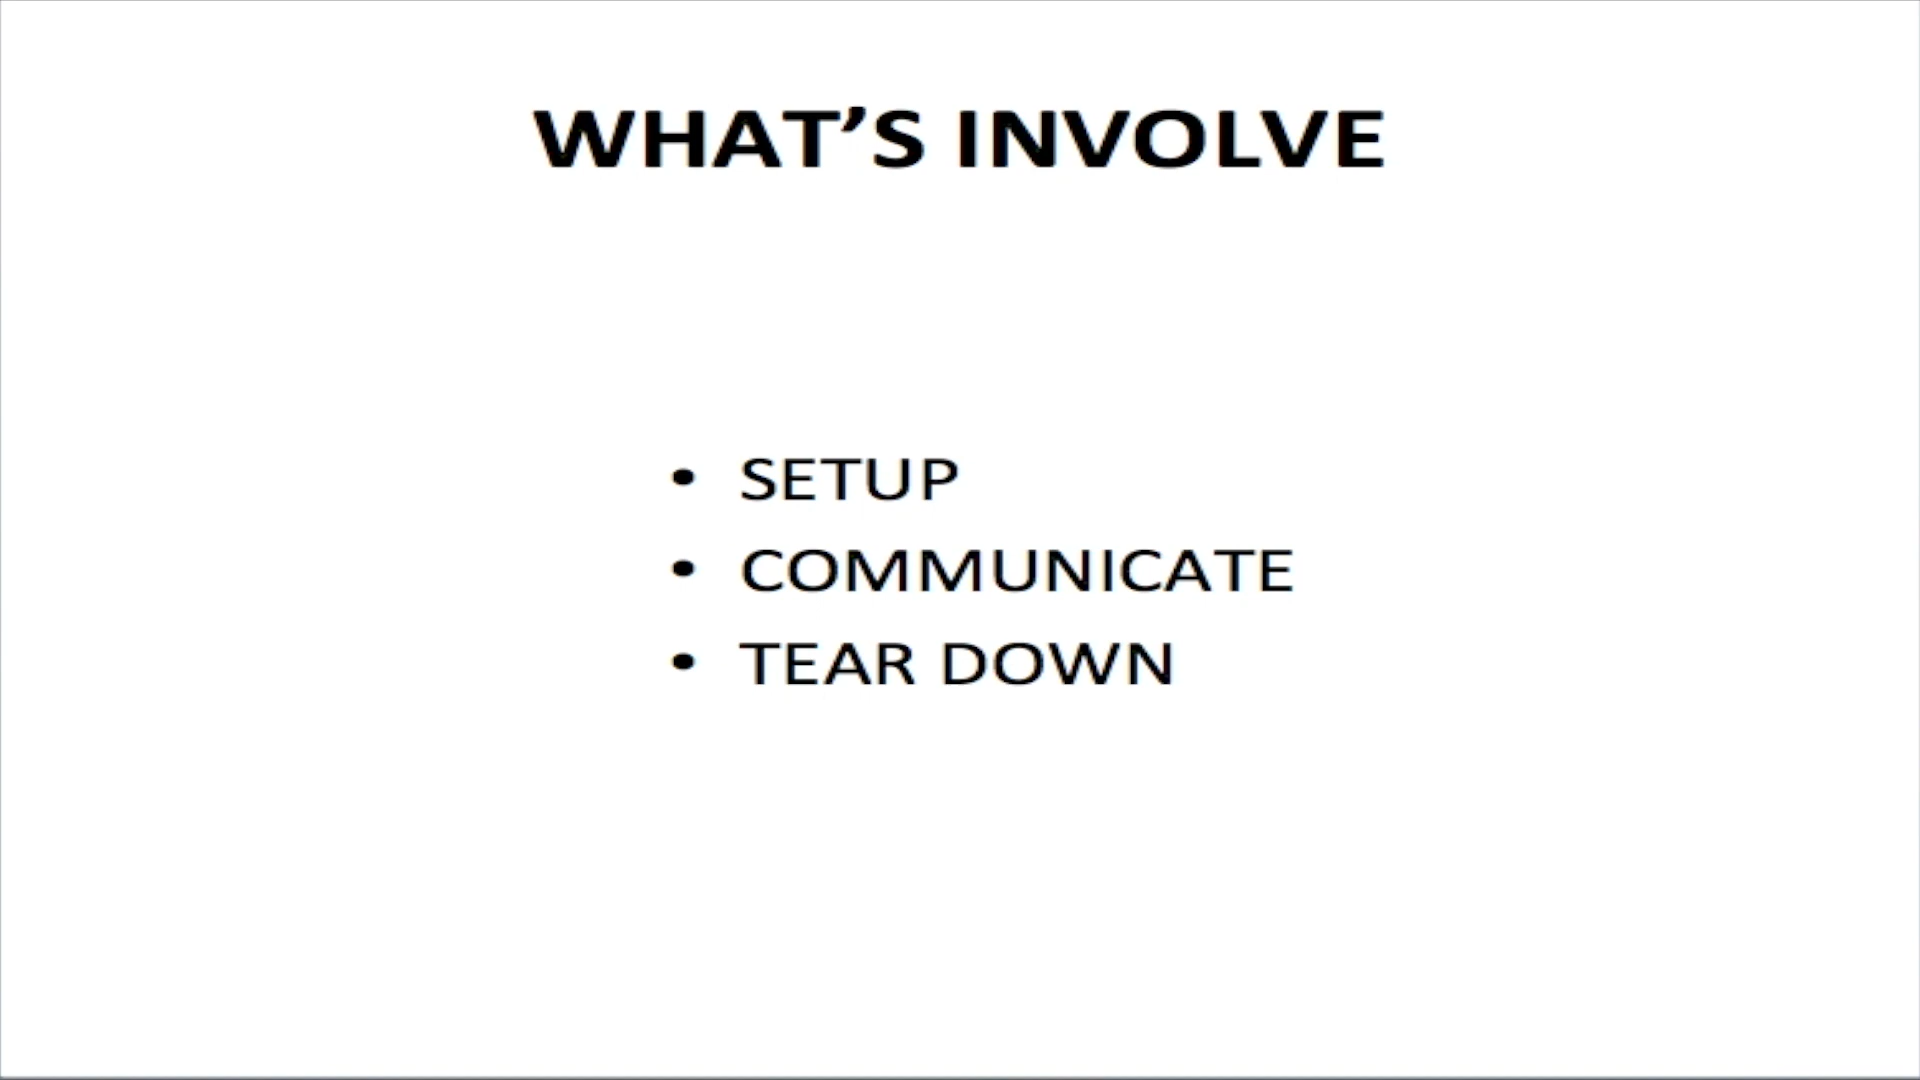 WHAT’S INVOLVE
• SETUP
• COMMUNICATE
• TEAR DOWN